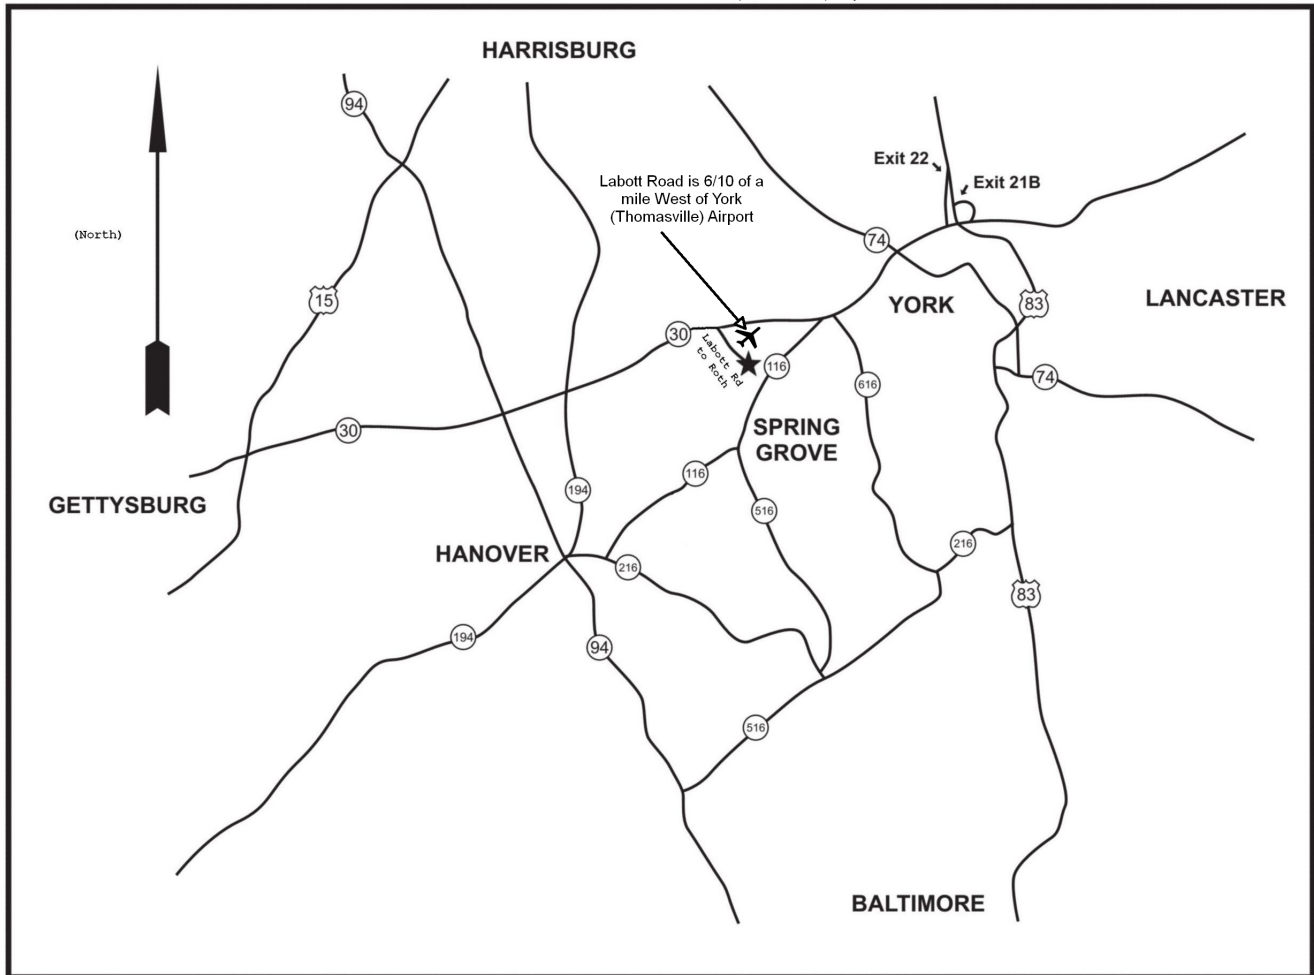 HARRISBURG
94
Exit 22
Labott Road is 6/10 of a
mile West of York
(Thomasville) Airport
Exit 21B
(North)
74
15
YORK
83
LANCASTER
30
Labott Rd
to Roth
116
74
616
30
SPRING
GROVE
116
194
GETTYSBURG
516
HANOVER
216
216
83
194
94
516
BALTIMORE